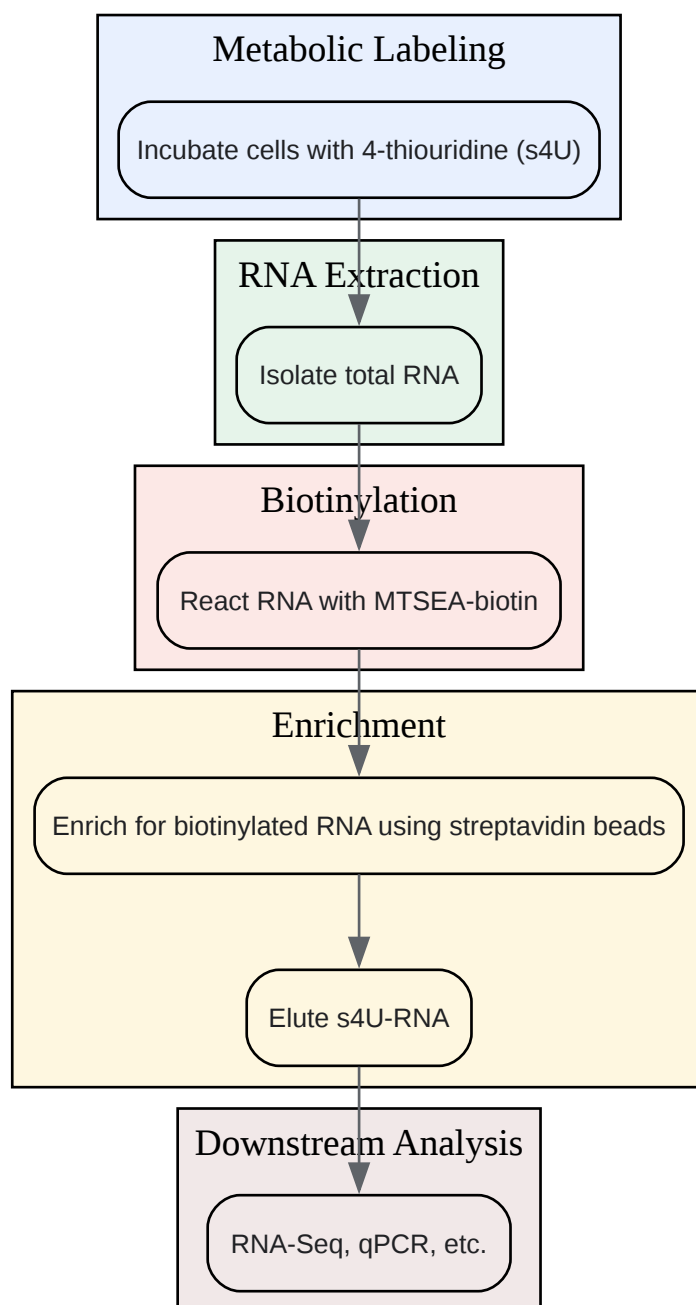 Metabolic Labeling
Incubate cells with 4-thiouridine (s4U)
RNA Extraction
Isolate total RNA
Biotinylation
React RNA with MTSEA-biotin
Enrichment
Enrich for biotinylated RNA using streptavidin beads
Elute s4U-RNA
Downstream Analysis
RNA-Seq, qPCR, etc.